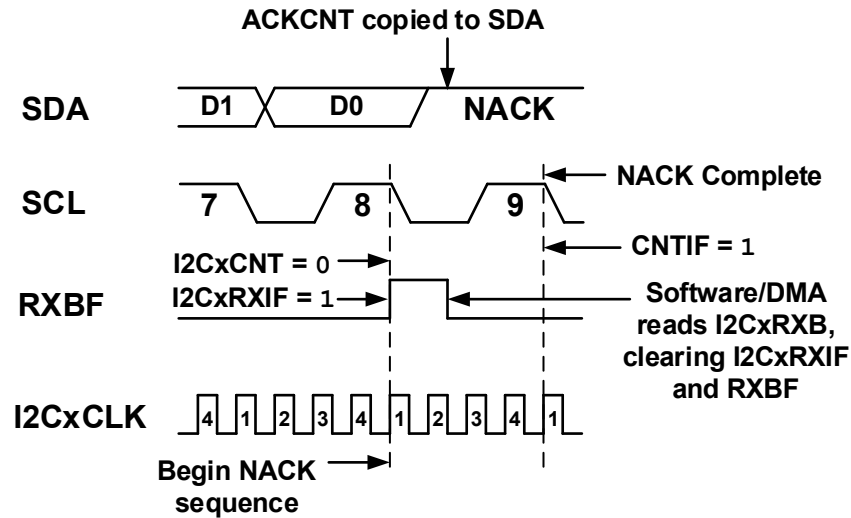 ACKCNT copied to SDA
SDA
D1
D0
NACK
SCL
7
8
9
NACK Complete
I2CxCNT = 0
CNTIF = 1
RXBF
I2CxRXIF = 1
Software/DMA
reads I2CxRXB,
clearing I2CxRXIF
and RXBF
I2CxCLK
4 1 2 3 4 1 2 3 4 1
Begin NACK
sequence